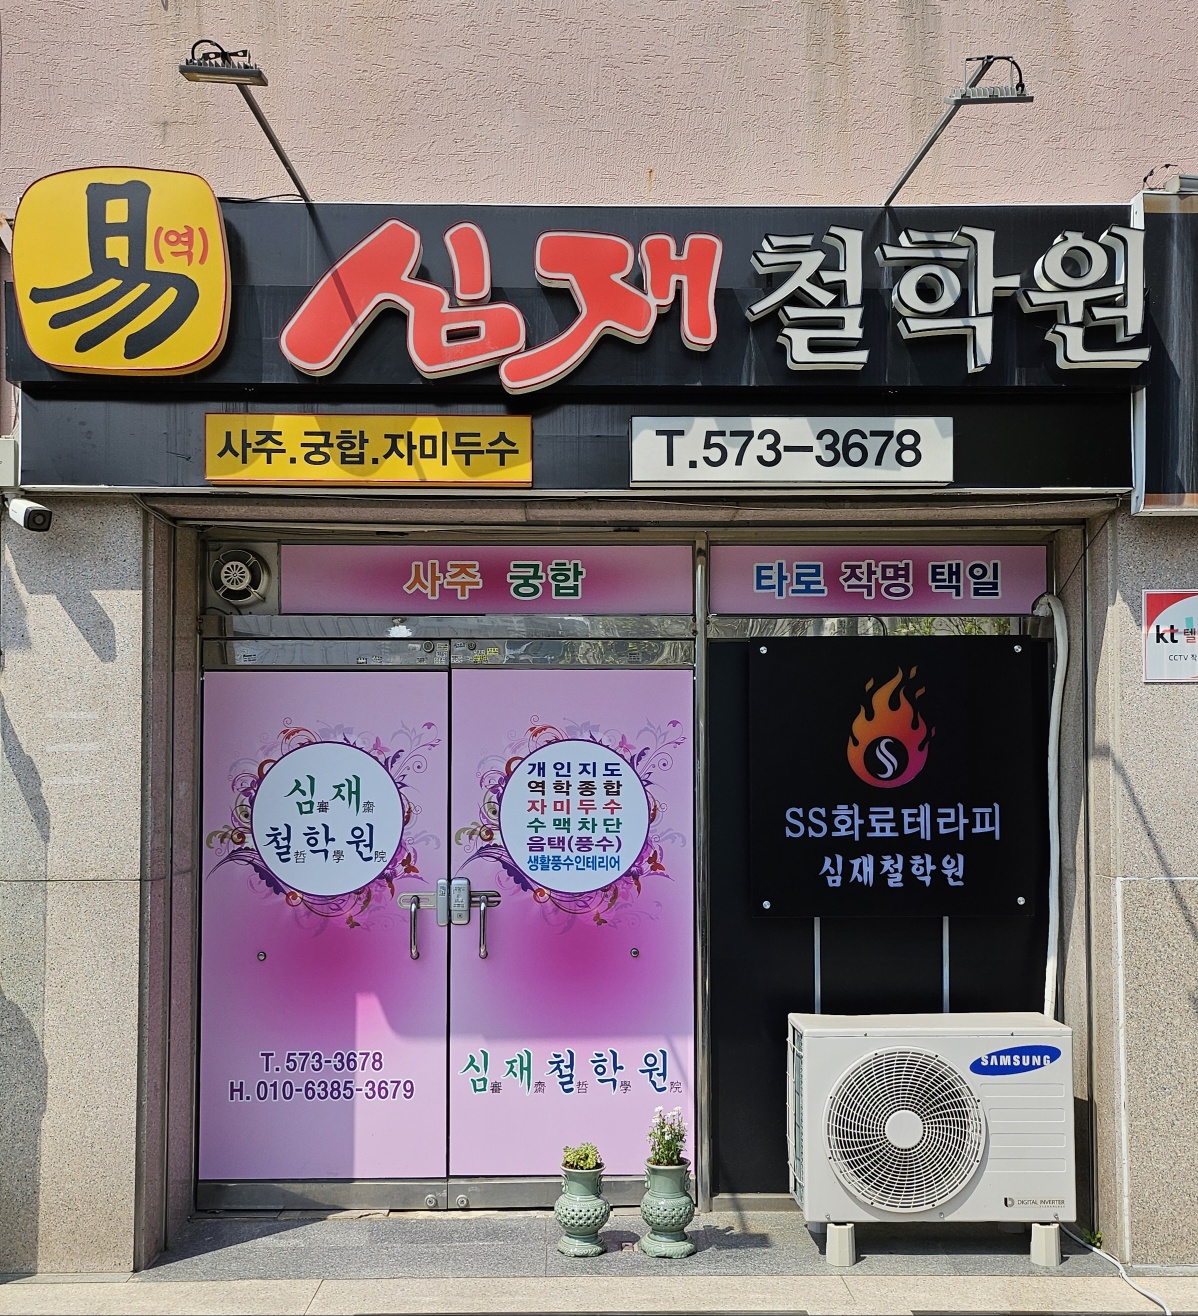 易(역)
심재철학원
사주.궁합.자미두수
T.573-3678
사주 궁합
타로 작명 택일
심審재齋
철哲학學원院
개인지도
역학종합
자미두수
수맥차단
음택(풍수)
생활풍수인테리어
T.573-3678
H.010-6385-3679
심審재齋철哲학學원院
SS화료테라피
심재철학원
SAMSUNG
DIGITAL INVERTER
kt 텔
CCTV